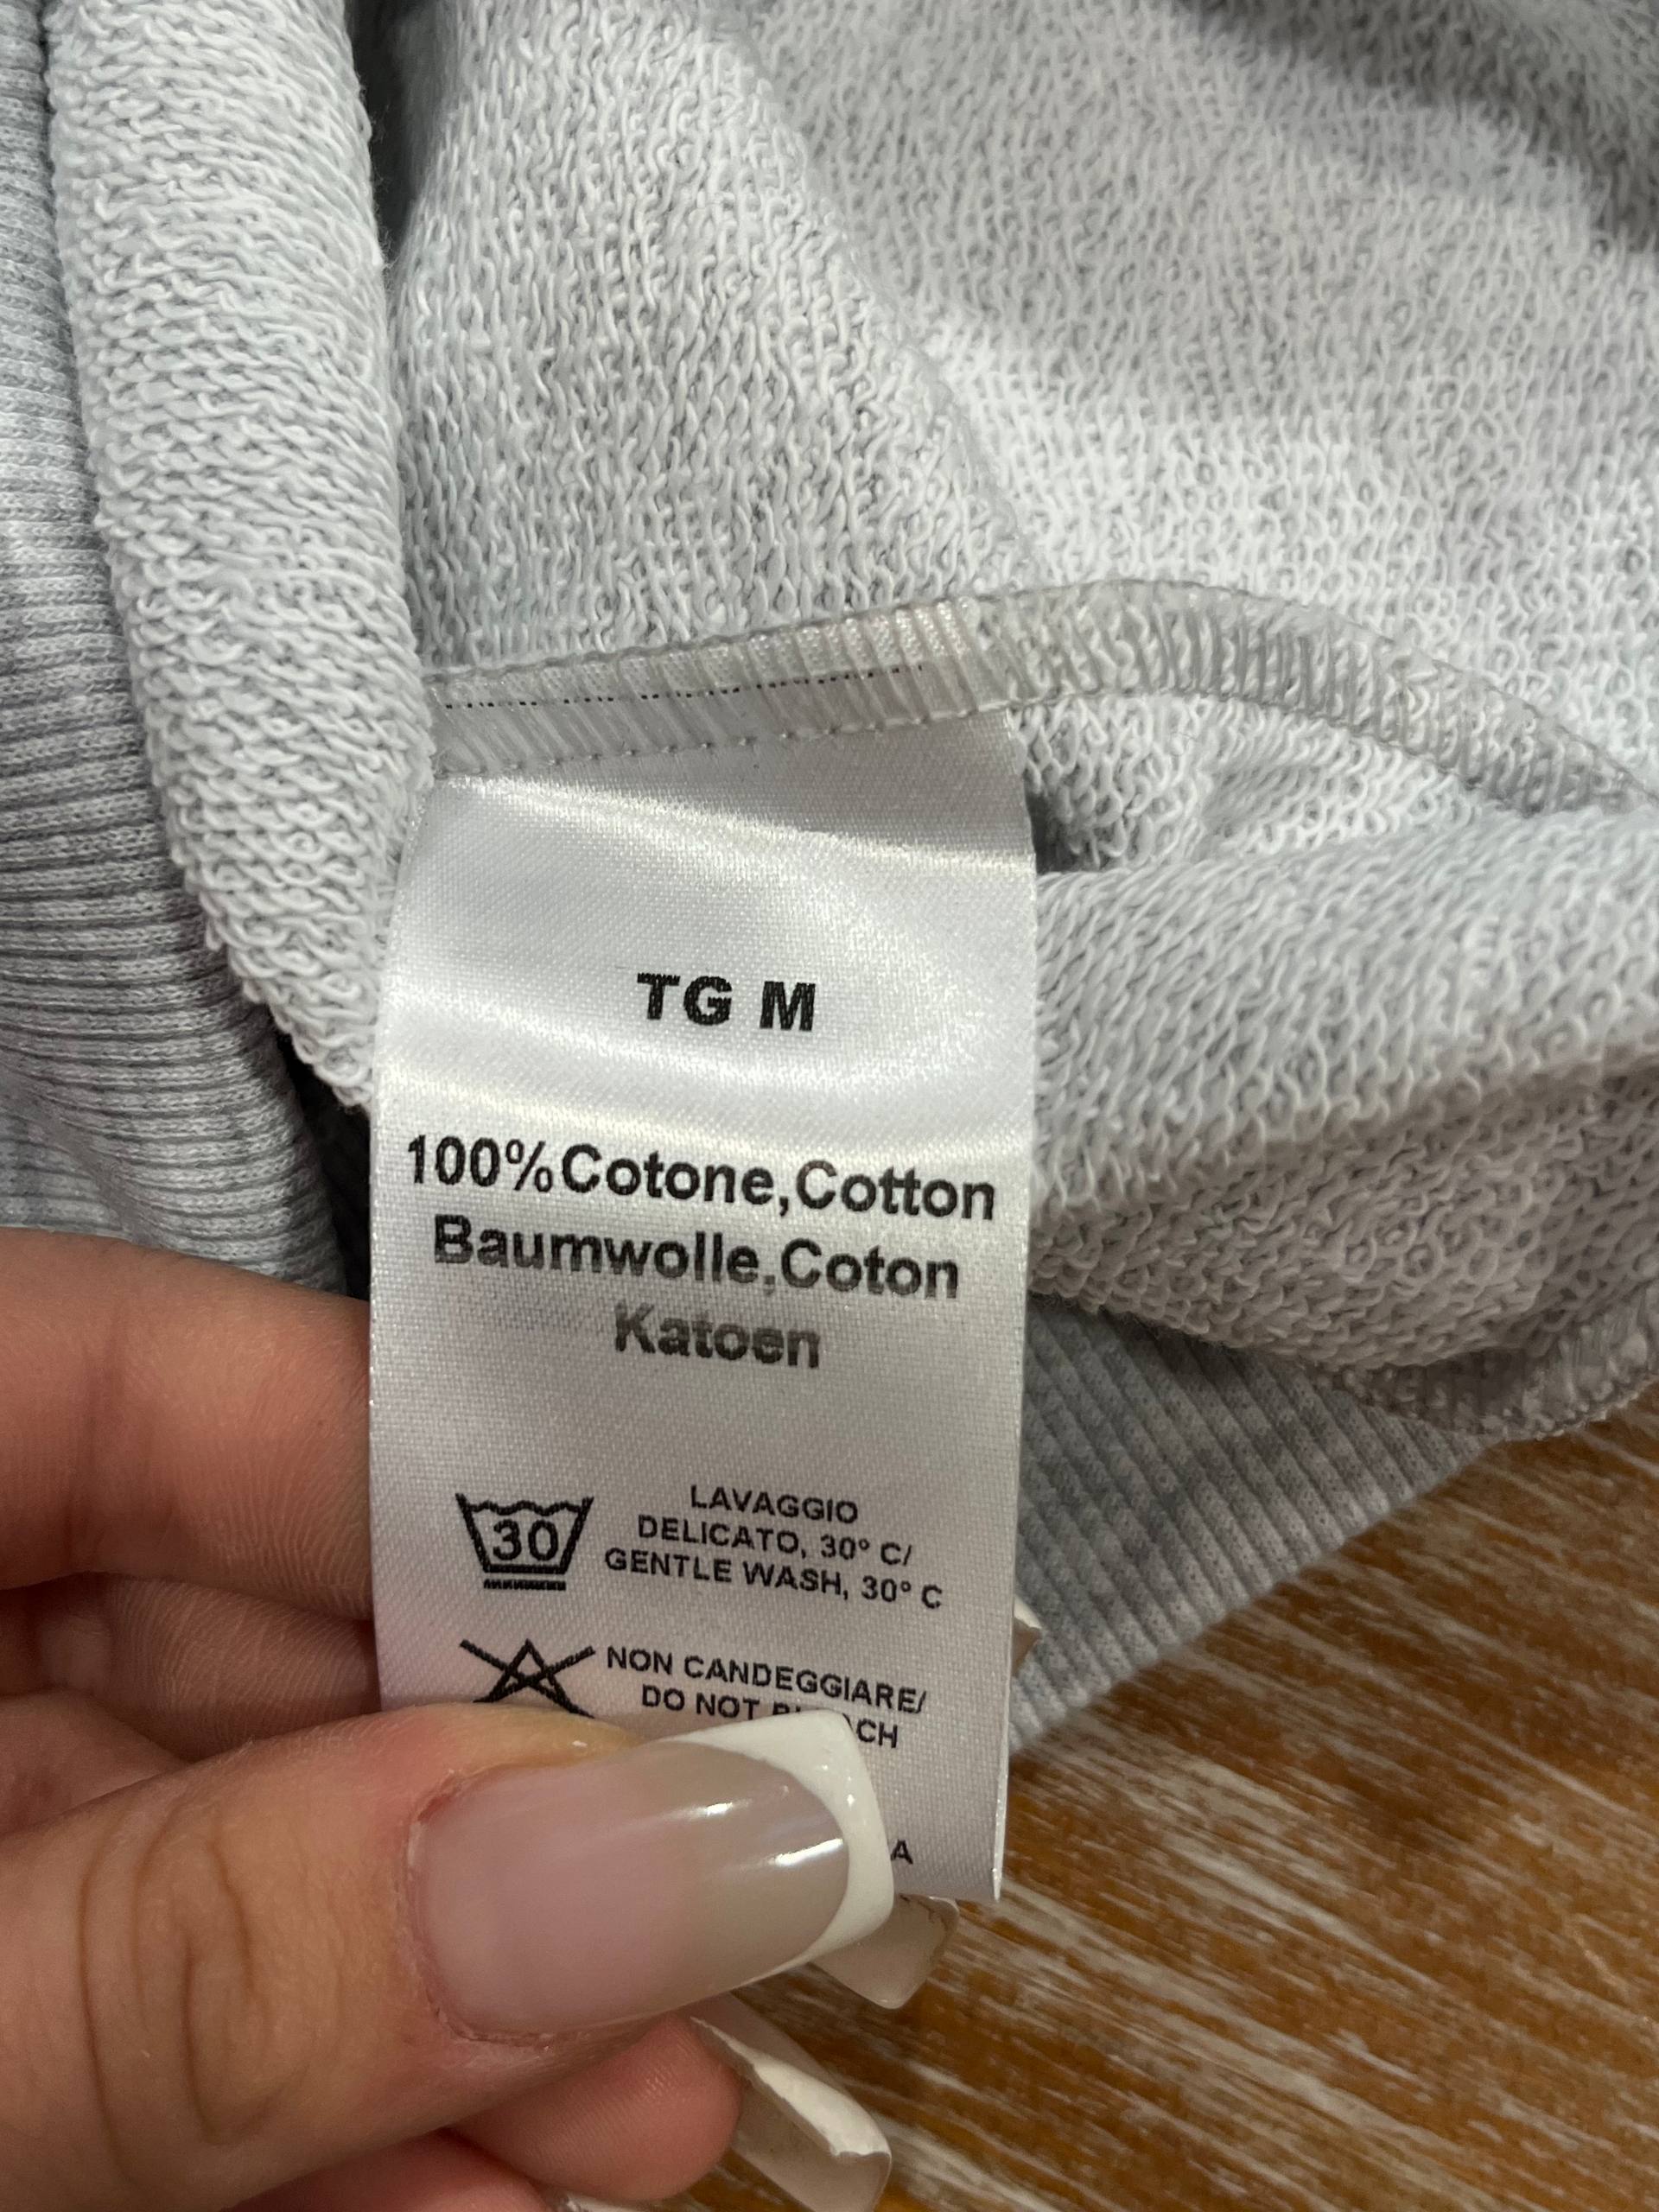 TG M
100%Cotone,Cotton
Baumwolle,Coton
Katoen
30
LAVAGGIO
DELICATO, 30° C/
GENTLE WASH, 30° C
NON CANDEGGIARE/
DO NOT